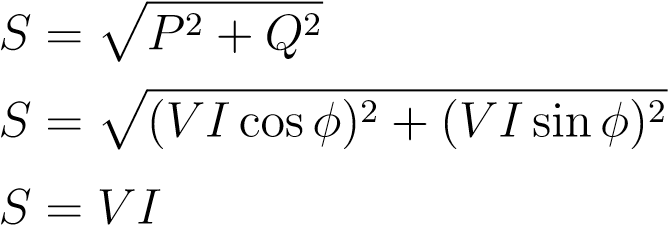 S = √(P² + Q²)
S = √((VI cos ϕ)² + (VI sin ϕ)²)
S = VI